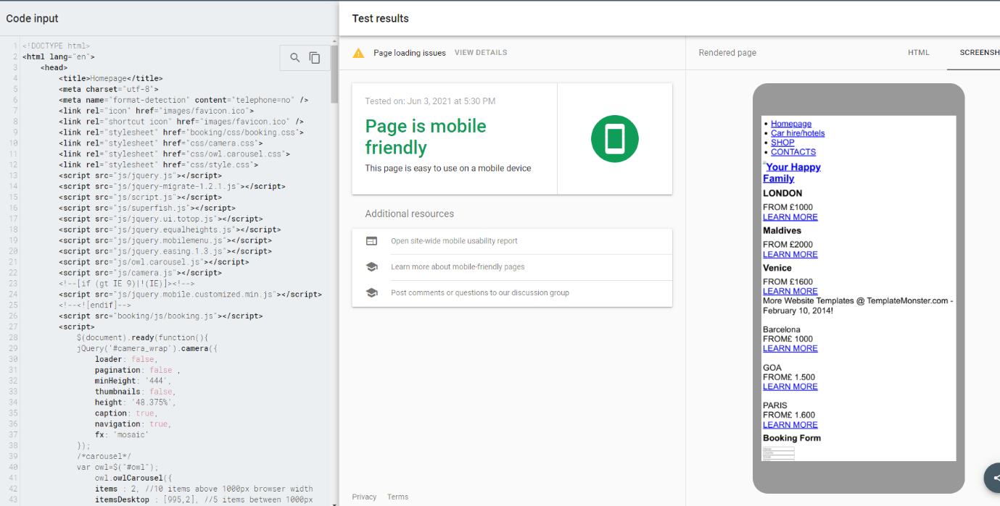 Code input
1 <!DOCTYPE html>
2 <html lang="en">
3 <head>
4 <title>Homepage</title>
5 <meta charset="utf-8">
6 <meta name="format-detection" content="telephone=no" />
7 <link rel="icon" href="images/favicon.ico">
8 <link rel="shortcut icon" href="images/favicon.ico" />
9 <link rel="stylesheet" href="booking/css/booking.css">
10 <link rel="stylesheet" href="css/camera.css">
11 <link rel="stylesheet" href="css/owl.carousel.css">
12 <link rel="stylesheet" href="css/style.css">
13 <script src="js/jquery.js"></script>
14 <script src="js/jquery-migrate-1.2.1.js"></script>
15 <script src="js/script.js"></script>
16 <script src="js/superfish.js"></script>
17 <script src="js/jquery.ui.totop.js"></script>
18 <script src="js/jquery.equalheights.js"></script>
19 <script src="js/jquery.mobilemenu.js"></script>
20 <script src="js/jquery.easing.1.3.js"></script>
21 <script src="js/owl.carousel.js"></script>
22 <script src="js/camera.js"></script>
23 <!--[if (gt IE 9)|!(IE)]><!-->
24 <script src="js/jquery.mobile.customized.min.js"></script>
25 <!--<![endif]-->
26 <script src="booking/js/booking.js"></script>
27 <script>
28 $(document).ready(function(){
29 jQuery('#camera_wrap').camera({
30 loader: false,
31 pagination: false ,
32 minHeight: '444',
33 thumbnails: false,
34 height: '48.375%',
35 caption: true,
36 navigation: true,
37 fx: 'mosaic'
38 });
39 /*carousel*/
40 var owl=$("#owl");
41 owl.owlCarousel({
42 items : 2, //10 items above 1000px browser width
43 itemsDesktop : [995,2], //5 items between 1000px
Test results
Page loading issues VIEW DETAILS
Tested on: Jun 3, 2021 at 5:30 PM
Page is mobile
friendly
This page is easy to use on a mobile device
Additional resources
Open site-wide mobile usability report
Learn more about mobile-friendly pages
Post comments or questions to our discussion group
Privacy Terms
Rendered page HTML SCREENSH
Homepage
Car hire/hotels
SHOP
CONTACTS
Your Happy
Family
LONDON
FROM £1000
LEARN MORE
Maldives
FROM £2000
LEARN MORE
Venice
FROM £1600
LEARN MORE
More Website Templates @ TemplateMonster.com -
February 10, 2014!
Barcelona
FROM£ 1000
LEARN MORE
GOA
FROM£ 1.500
LEARN MORE
PARIS
FROM£ 1.600
LEARN MORE
Booking Form